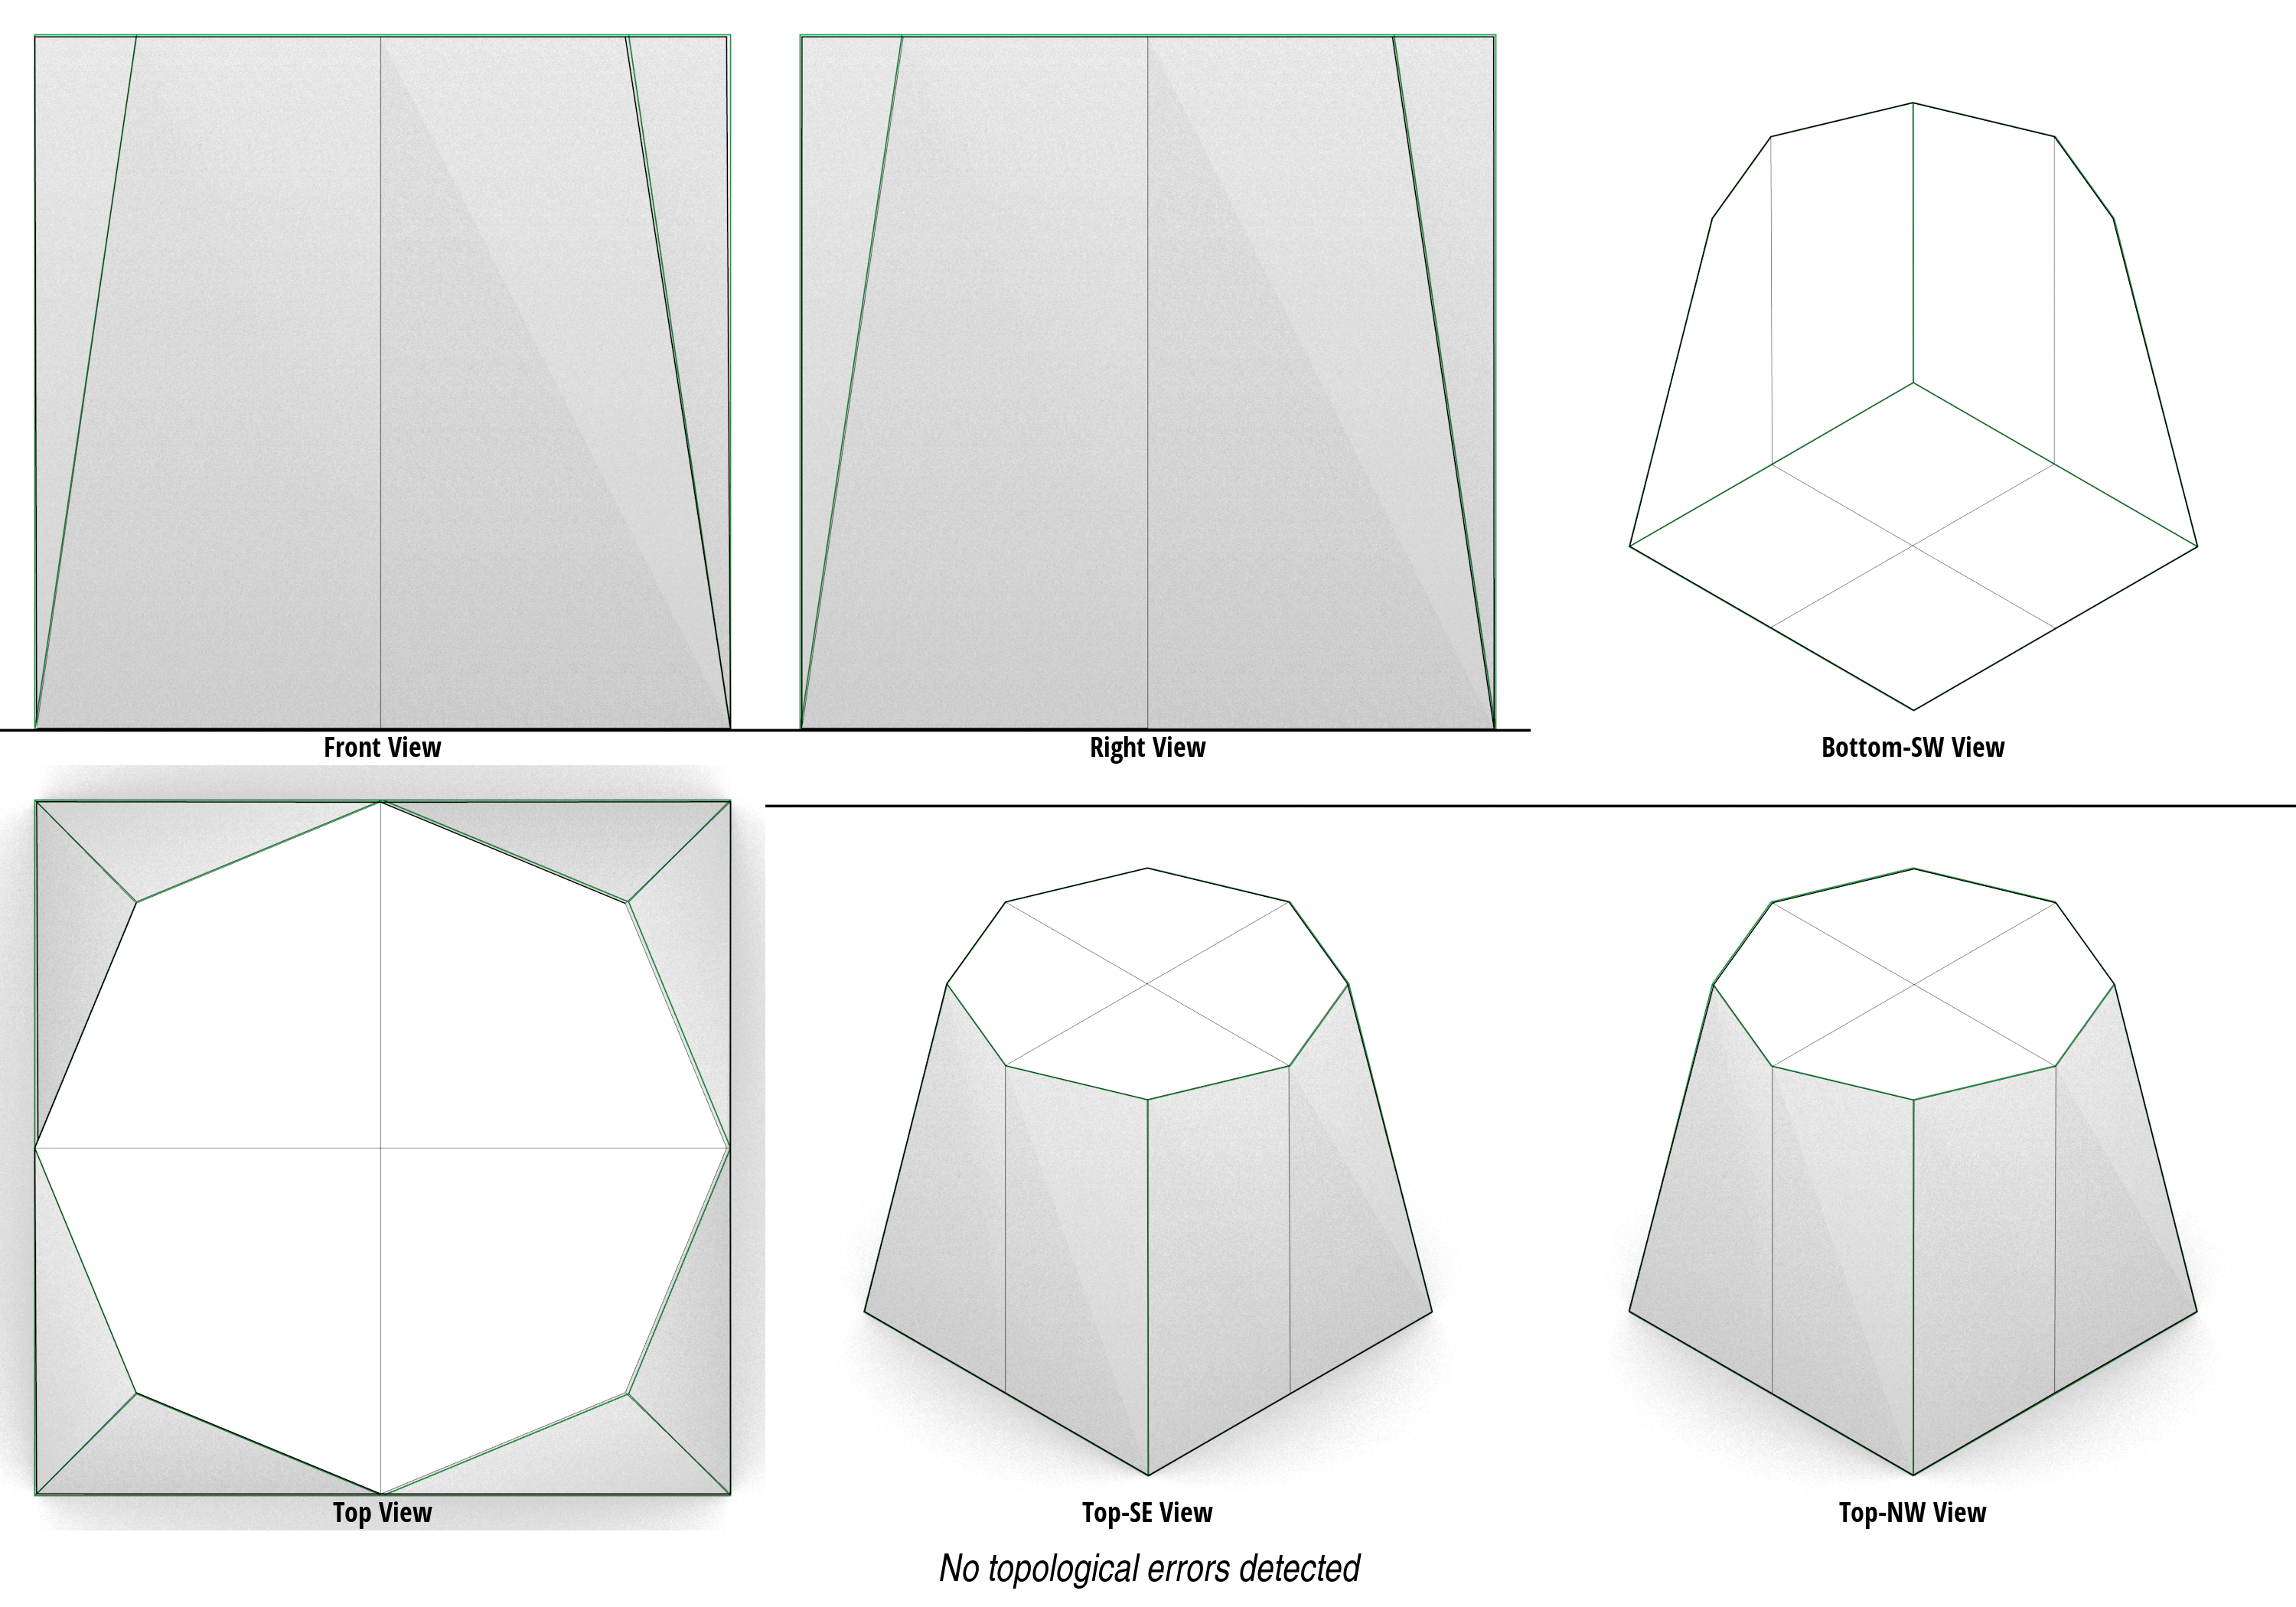 Front View
Right View
Bottom-SW View
Top View
Top-SE View
Top-NW View
No topological errors detected